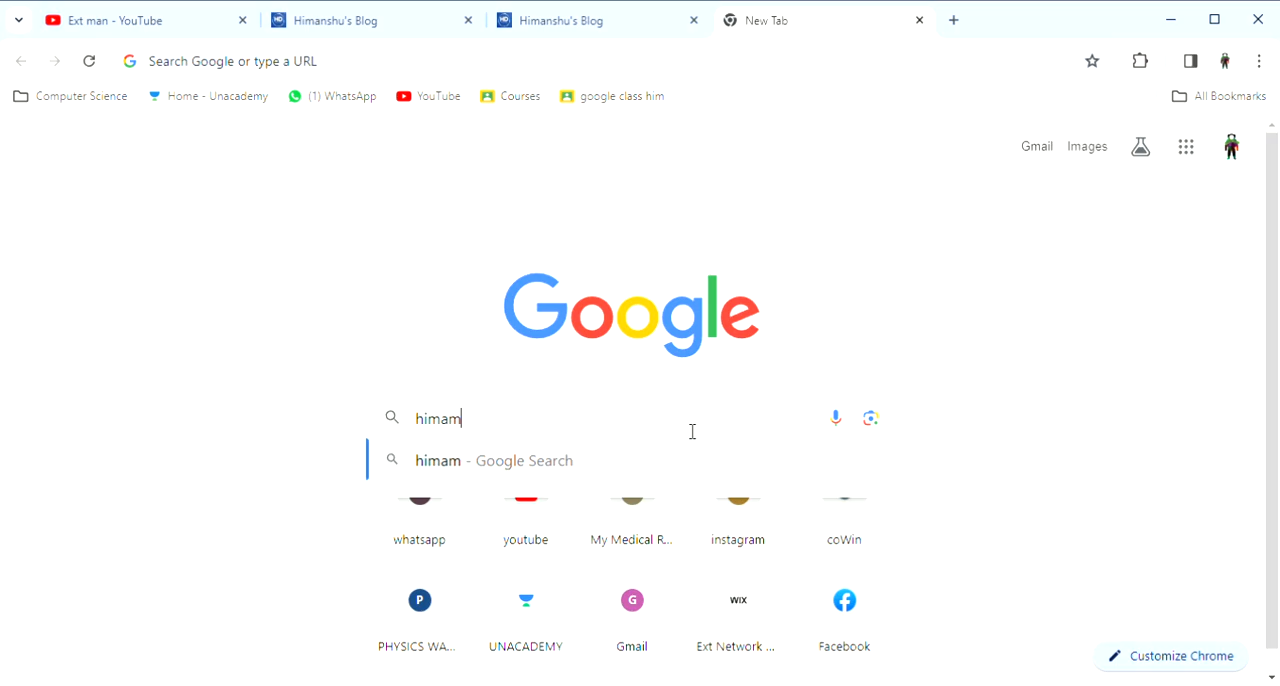 Ext man - YouTube
Himanshu's Blog
Himanshu's Blog
New Tab
Search Google or type a URL
Computer Science
Home - Unacademy
(1) WhatsApp
YouTube
Courses
google class him
All Bookmarks
Gmail
Images
Google
himam
himam - Google Search
whatsapp
youtube
My Medical R...
instagram
coWin
P
G
WIX
PHYSICS WA...
UNACADEMY
Gmail
Ext Network ...
Facebook
Customize Chrome